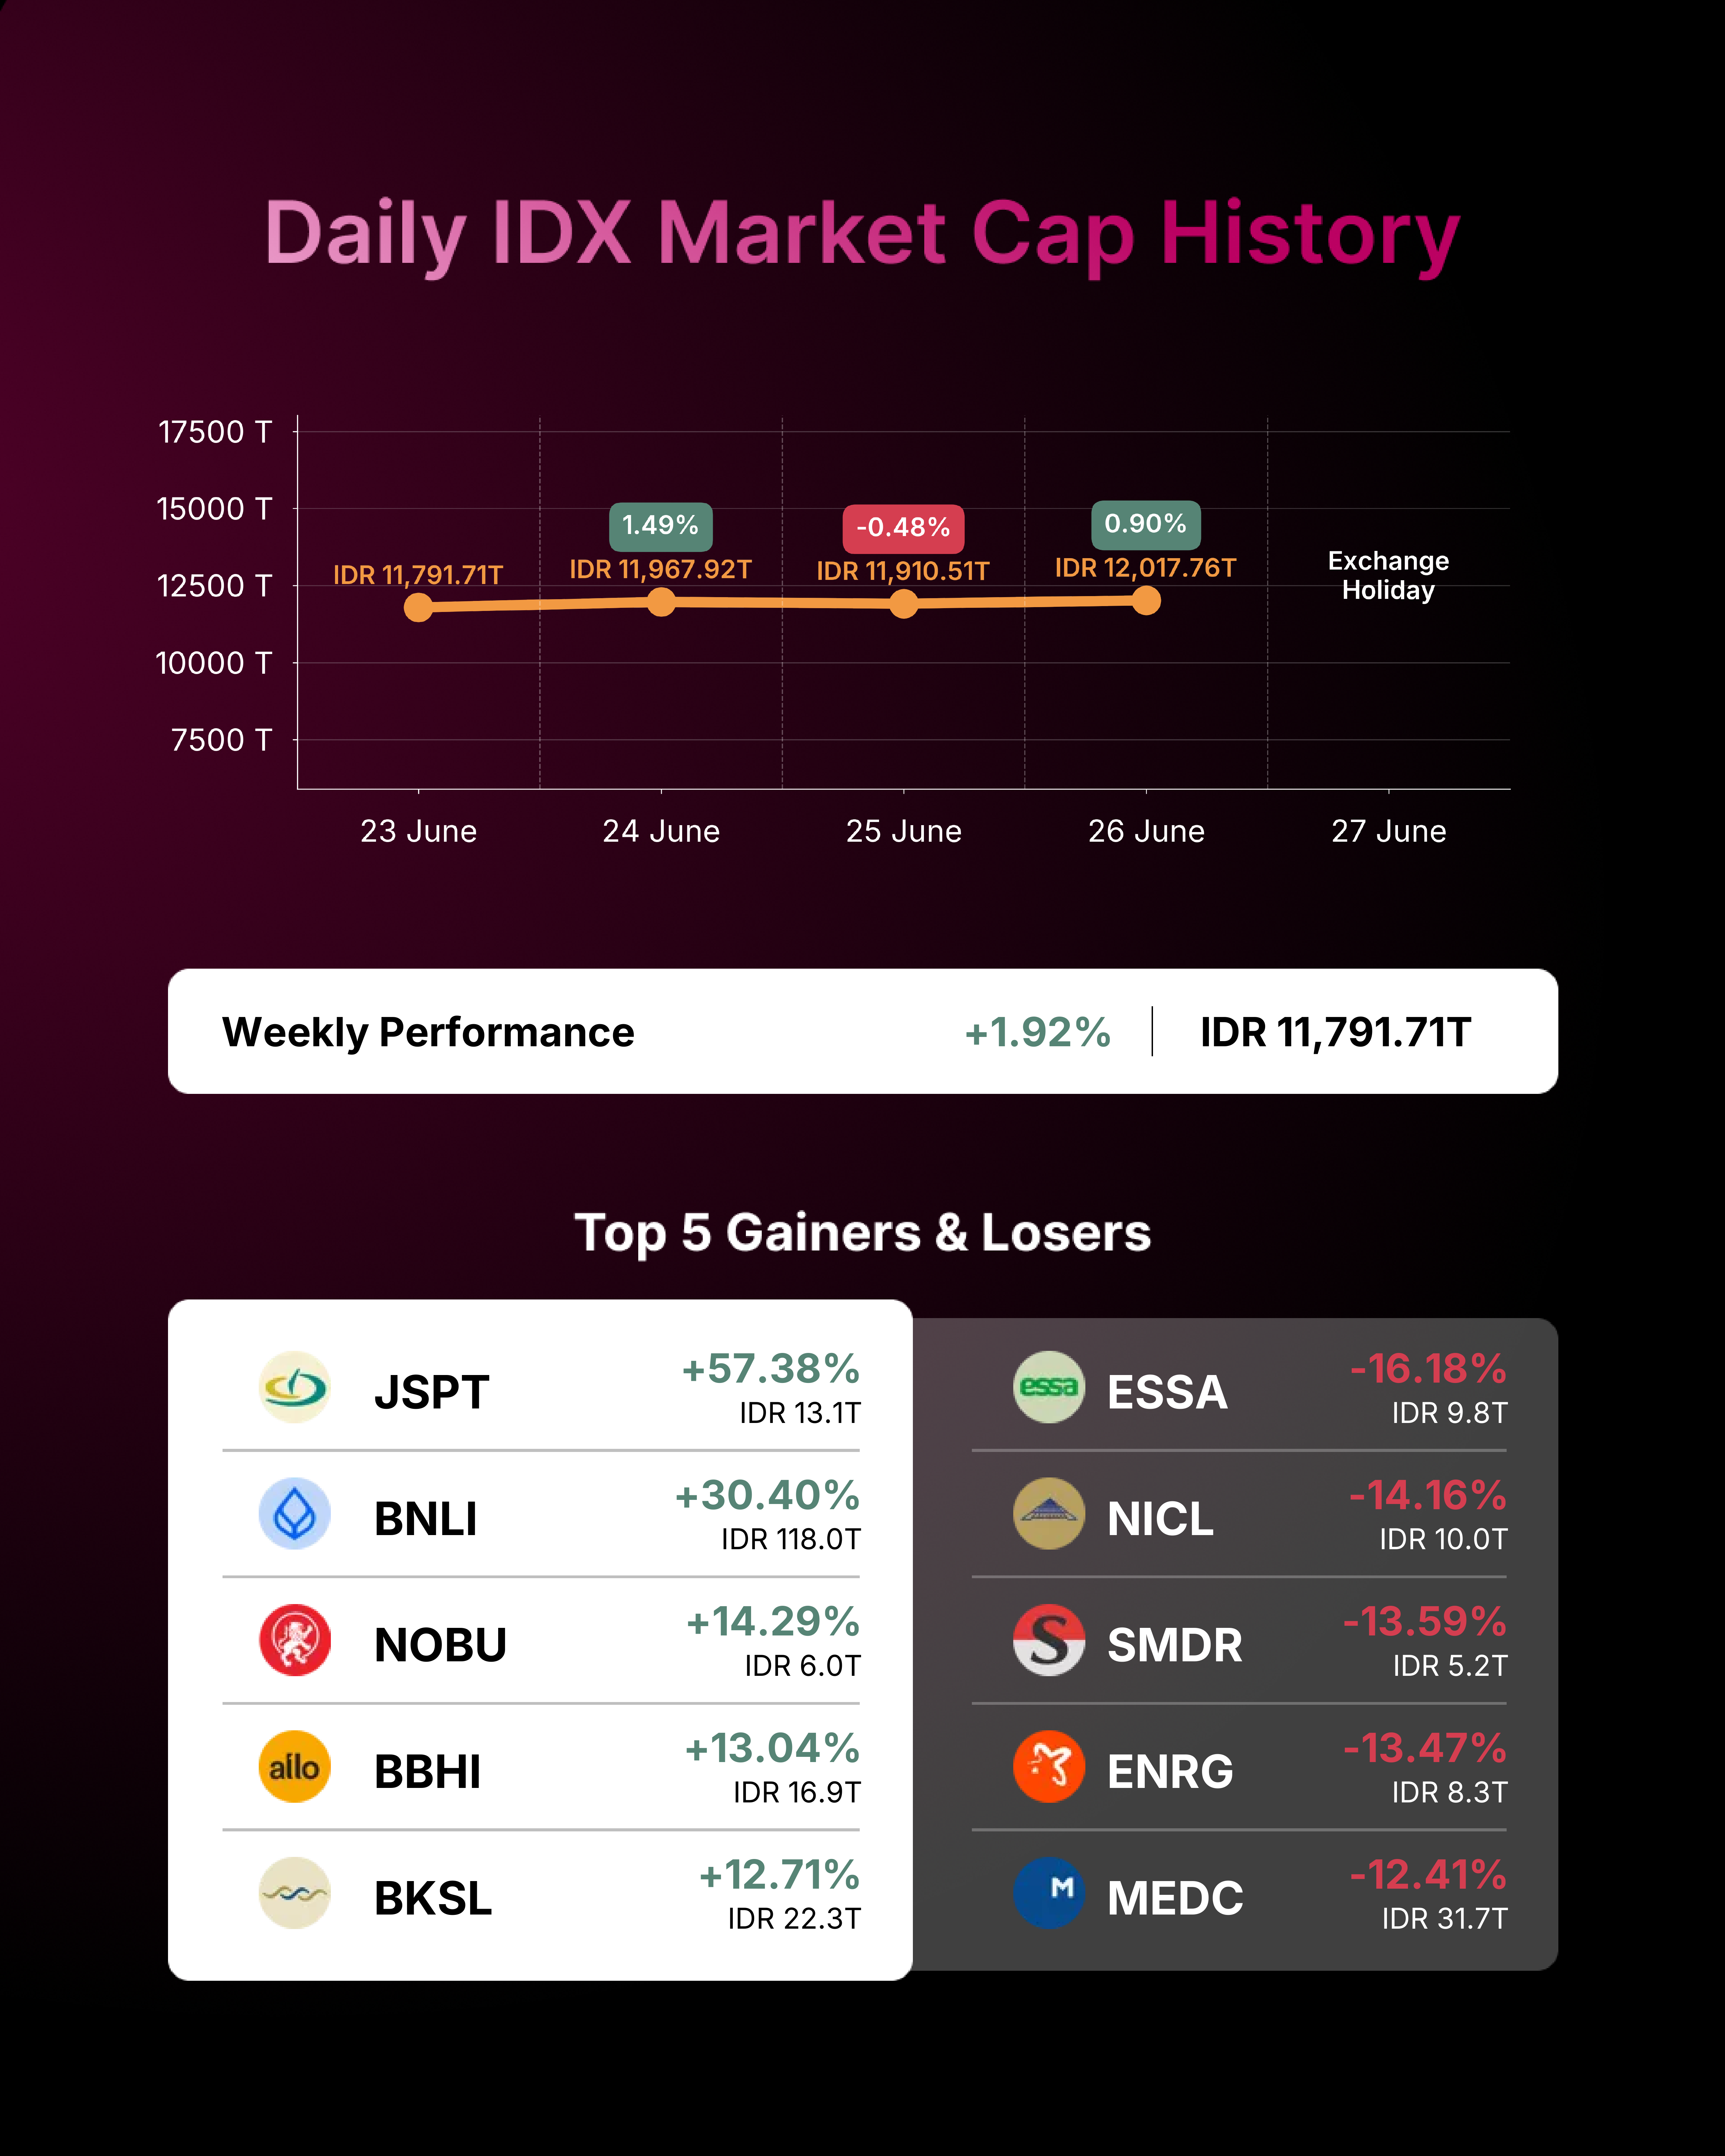 Daily IDX Market Cap History
17500 T
15000 T
12500 T
10000 T
7500 T
1.49%
-0.48%
0.90%
IDR 11,791.71T
IDR 11,967.92T
IDR 11,910.51T
IDR 12,017.76T
Exchange
Holiday
23 June
24 June
25 June
26 June
27 June
Weekly Performance +1.92% IDR 11,791.71T
Top 5 Gainers & Losers
JSPT +57.38%
IDR 13.1T
BNLI +30.40%
IDR 118.0T
NOBU +14.29%
IDR 6.0T
allo BBHI +13.04%
IDR 16.9T
BKSL +12.71%
IDR 22.3T
essa ESSA -16.18%
IDR 9.8T
NICL -14.16%
IDR 10.0T
S SMDR -13.59%
IDR 5.2T
ENRG -13.47%
IDR 8.3T
M MEDC -12.41%
IDR 31.7T